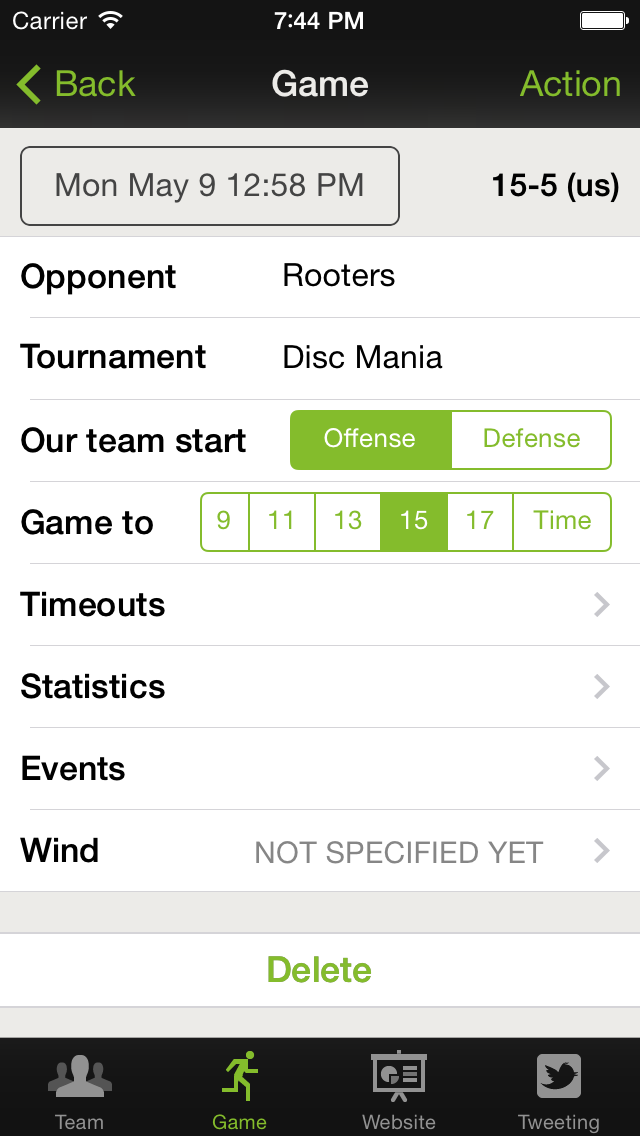 Carrier 7:44 PM
Back Game Action
Mon May 9 12:58 PM 15-5 (us)
Opponent Rooters
Tournament Disc Mania
Our team start Offense Defense
Game to 9 11 13 15 17 Time
Timeouts
Statistics
Events
Wind NOT SPECIFIED YET
Delete
Team Game Website Tweeting